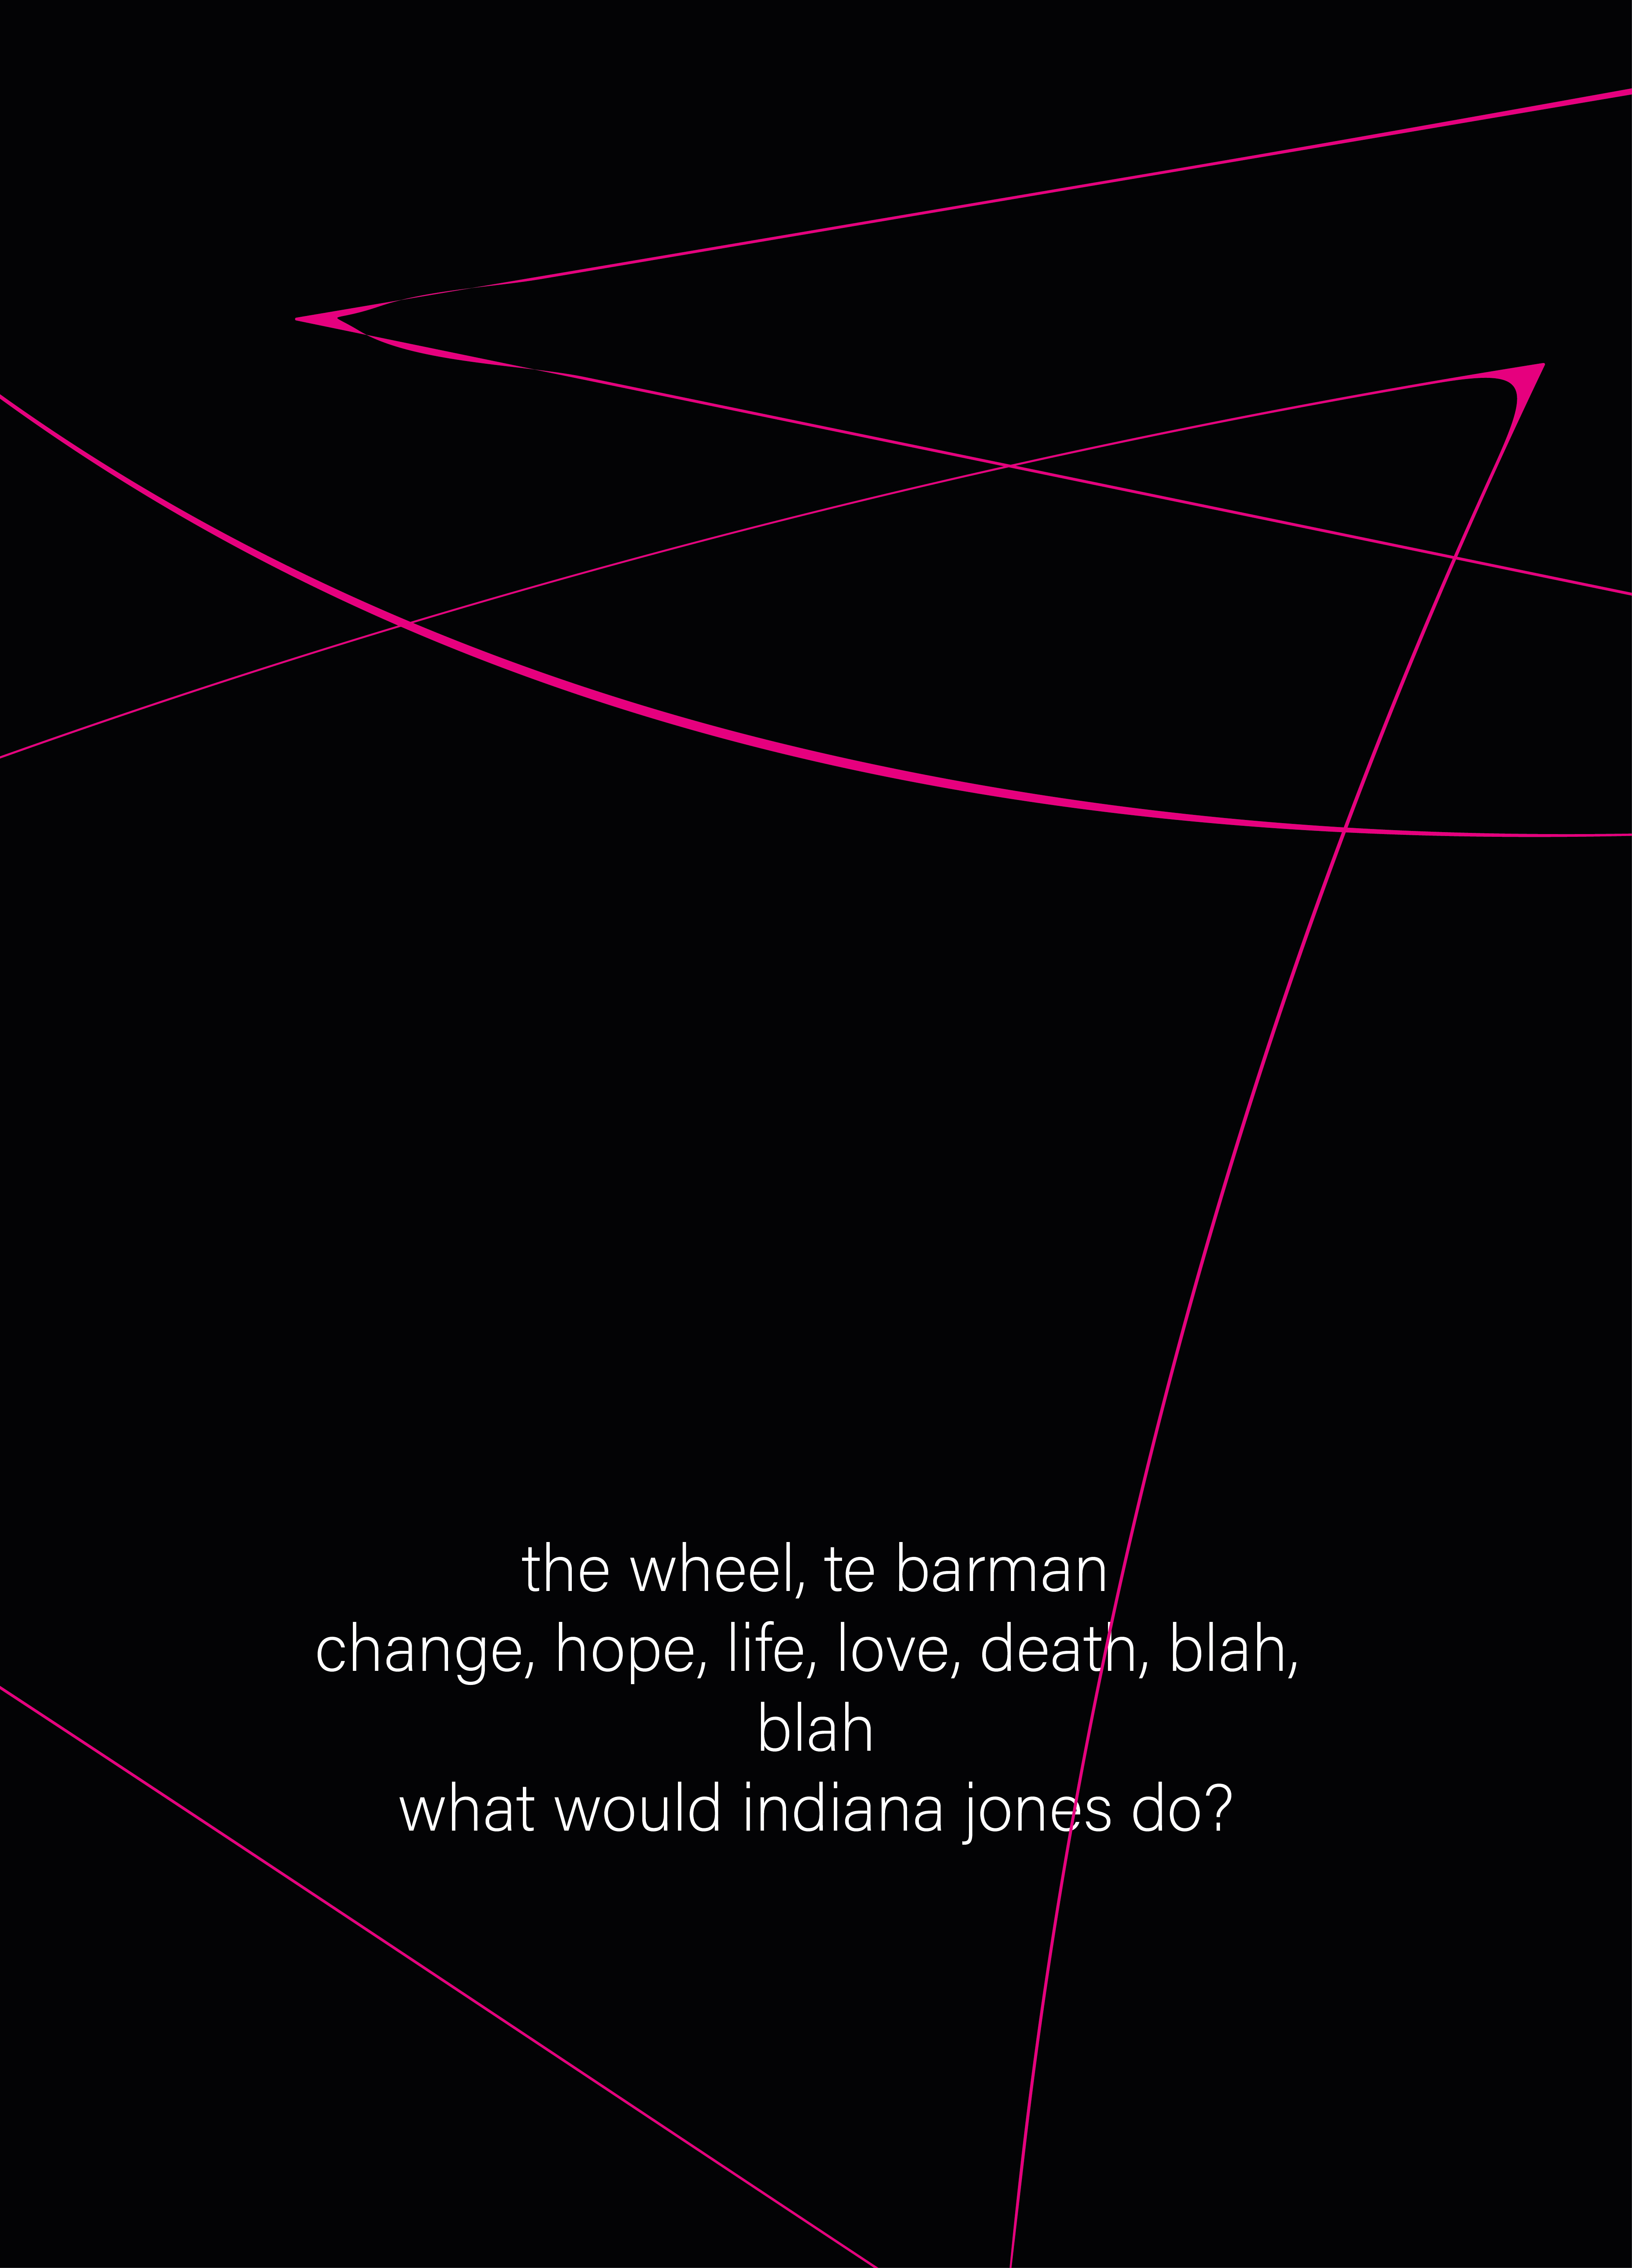 the wheel, te barman
change, hope, life, love, death, blah,
blah
what would indiana jones do?